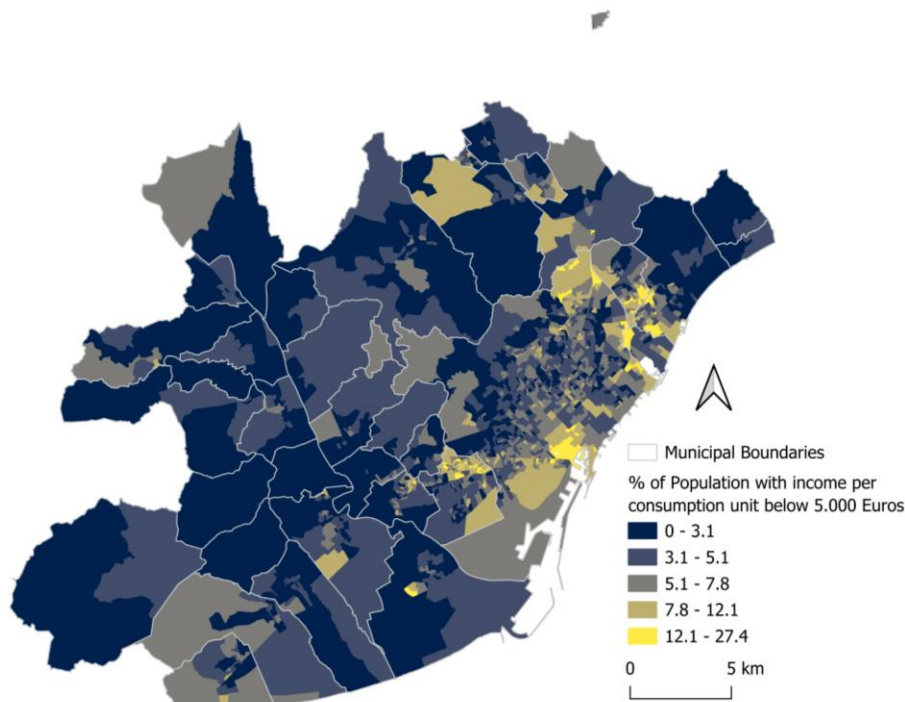 Municipal Boundaries
% of Population with income per
consumption unit below 5.000 Euros
0 - 3.1
3.1 - 5.1
5.1 - 7.8
7.8 - 12.1
12.1 - 27.4
0 5 km